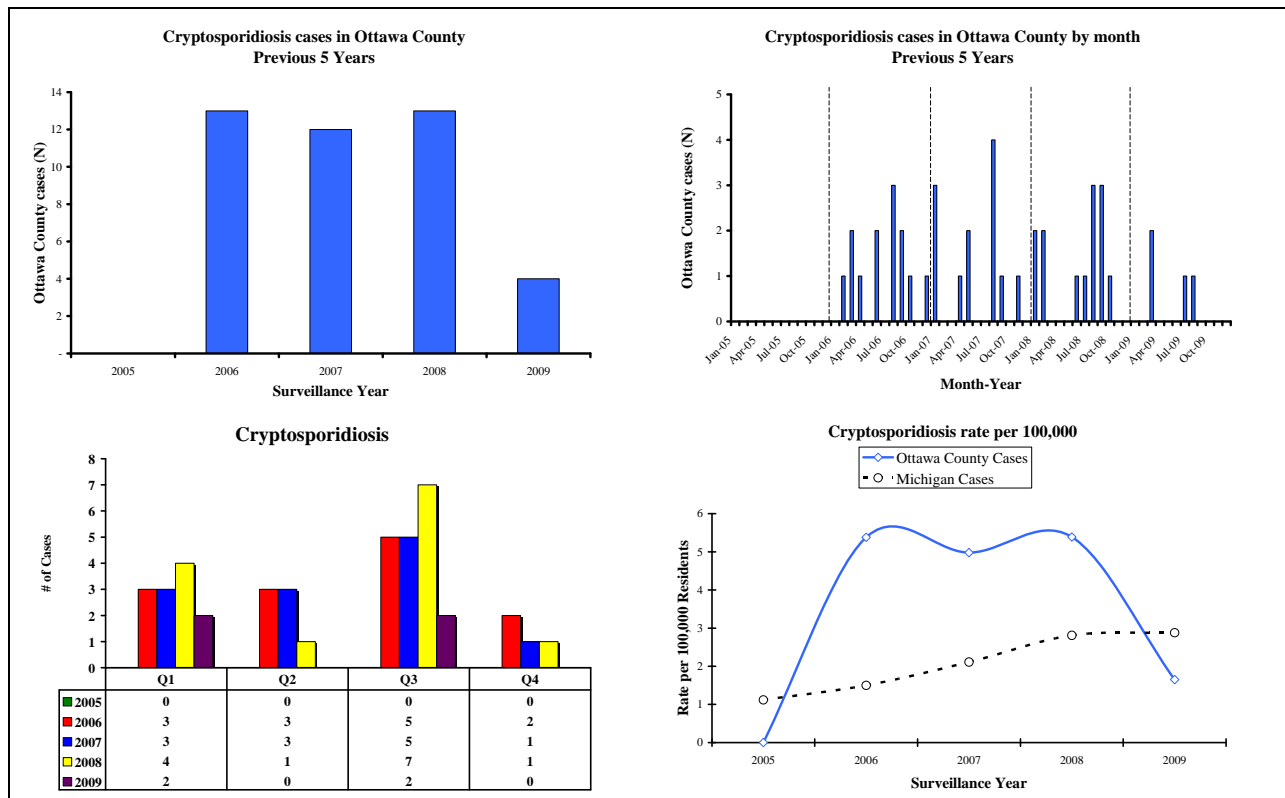 Cryptosporidiosis cases in Ottawa County
Previous 5 Years
Ottawa County cases (N)
14
12
10
8
6
4
2
-
2005 2006 2007 2008 2009
Surveillance Year
Cryptosporidiosis cases in Ottawa County by month
Previous 5 Years
Ottawa County cases (N)
5
4
3
2
1
0
Jan-05 Apr-05 Jul-05 Oct-05 Jan-06 Apr-06 Jul-06 Oct-06 Jan-07 Apr-07 Jul-07 Oct-07 Jan-08 Apr-08 Jul-08 Oct-08 Jan-09 Apr-09 Jul-09 Oct-09
Month-Year
Cryptosporidiosis
# of Cases
8
7
6
5
4
3
2
1
0
Q1 Q2 Q3 Q4
2005 0 0 0 0
2006 3 3 5 2
2007 3 3 5 1
2008 4 1 7 1
2009 2 0 2 0
Cryptosporidiosis rate per 100,000
Ottawa County Cases
Michigan Cases
Rate per 100,000 Residents
6
5
4
3
2
1
0
2005 2006 2007 2008 2009
Surveillance Year